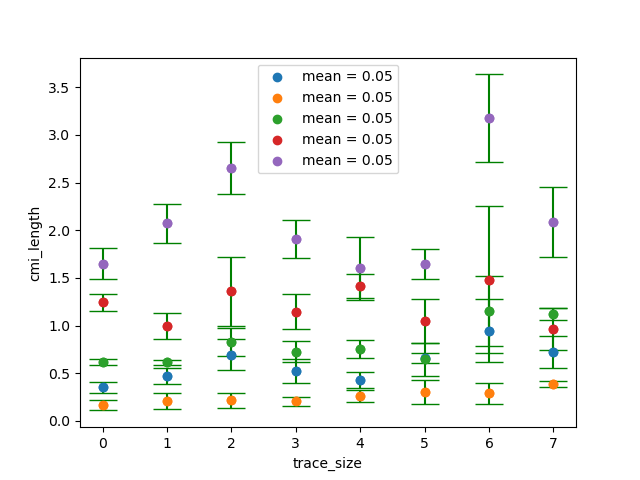 mean = 0.05
mean = 0.05
mean = 0.05
mean = 0.05
mean = 0.05
3.5
3.0
2.5
2.0
1.5
1.0
0.5
0.0
cmi_length
0 1 2 3 4 5 6 7
trace_size